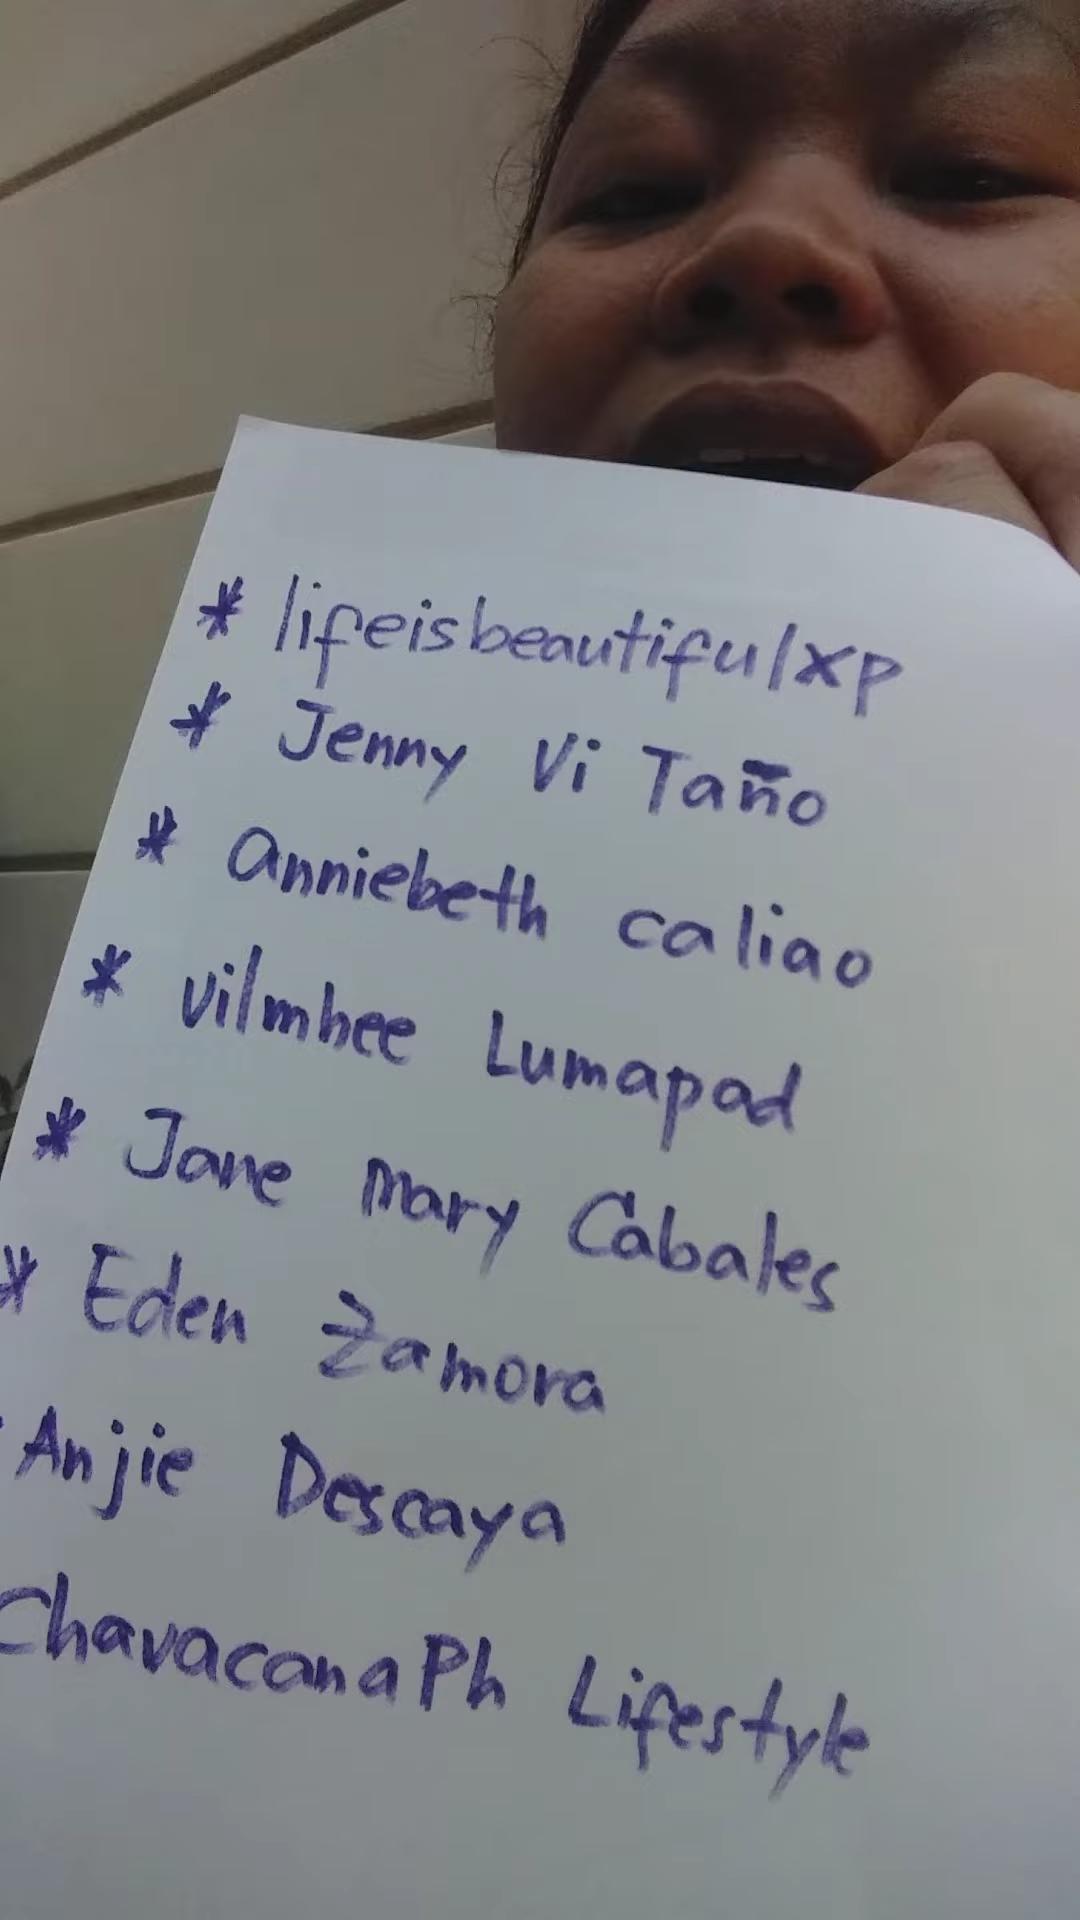 * lifeisbeautifulxp
* Jenny Vi Taño
* anniebeth caliao
* vilmhee Lumapad
* Jane mary Cabales
* Eden Zamora
Anjie Descaya
ChavacanaPh Lifestyle